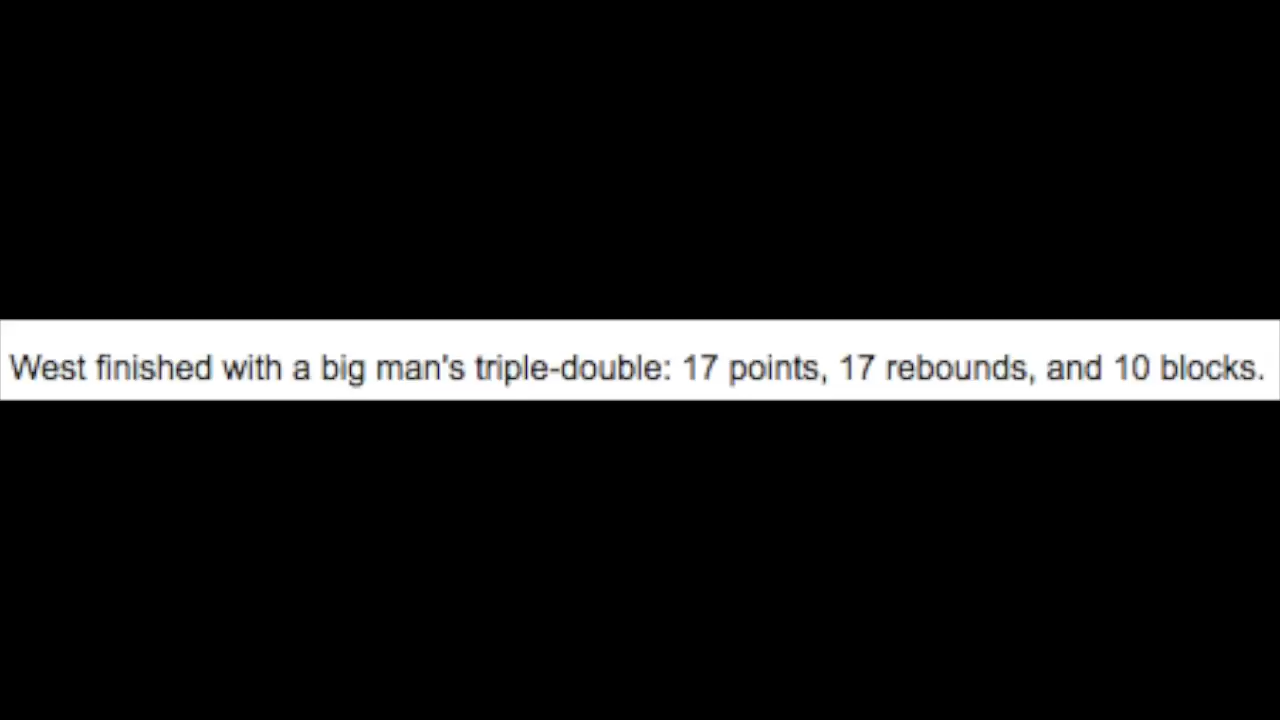 West finished with a big man's triple-double: 17 points, 17 rebounds, and 10 blocks.